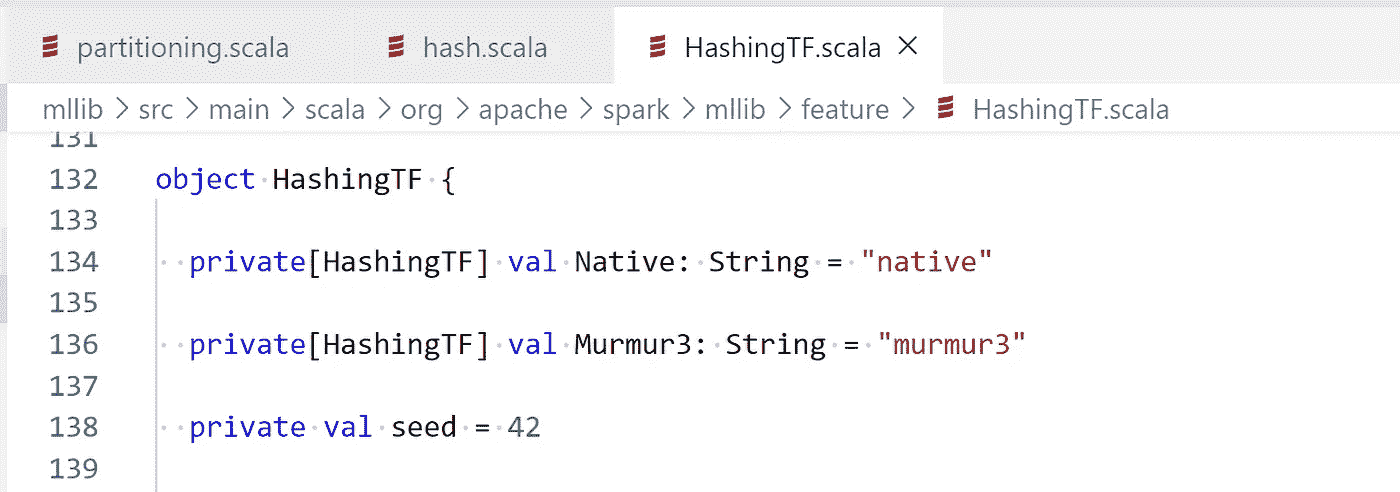 partitioning.scala hash.scala HashingTF.scala ×
mllib > src > main > scala > org > apache > spark > mllib > feature > HashingTF.scala
131
132 object HashingTF {
133
134 private[HashingTF] val Native: String = "native"
135
136 private[HashingTF] val Murmur3: String = "murmur3"
137
138 private val seed = 42
139